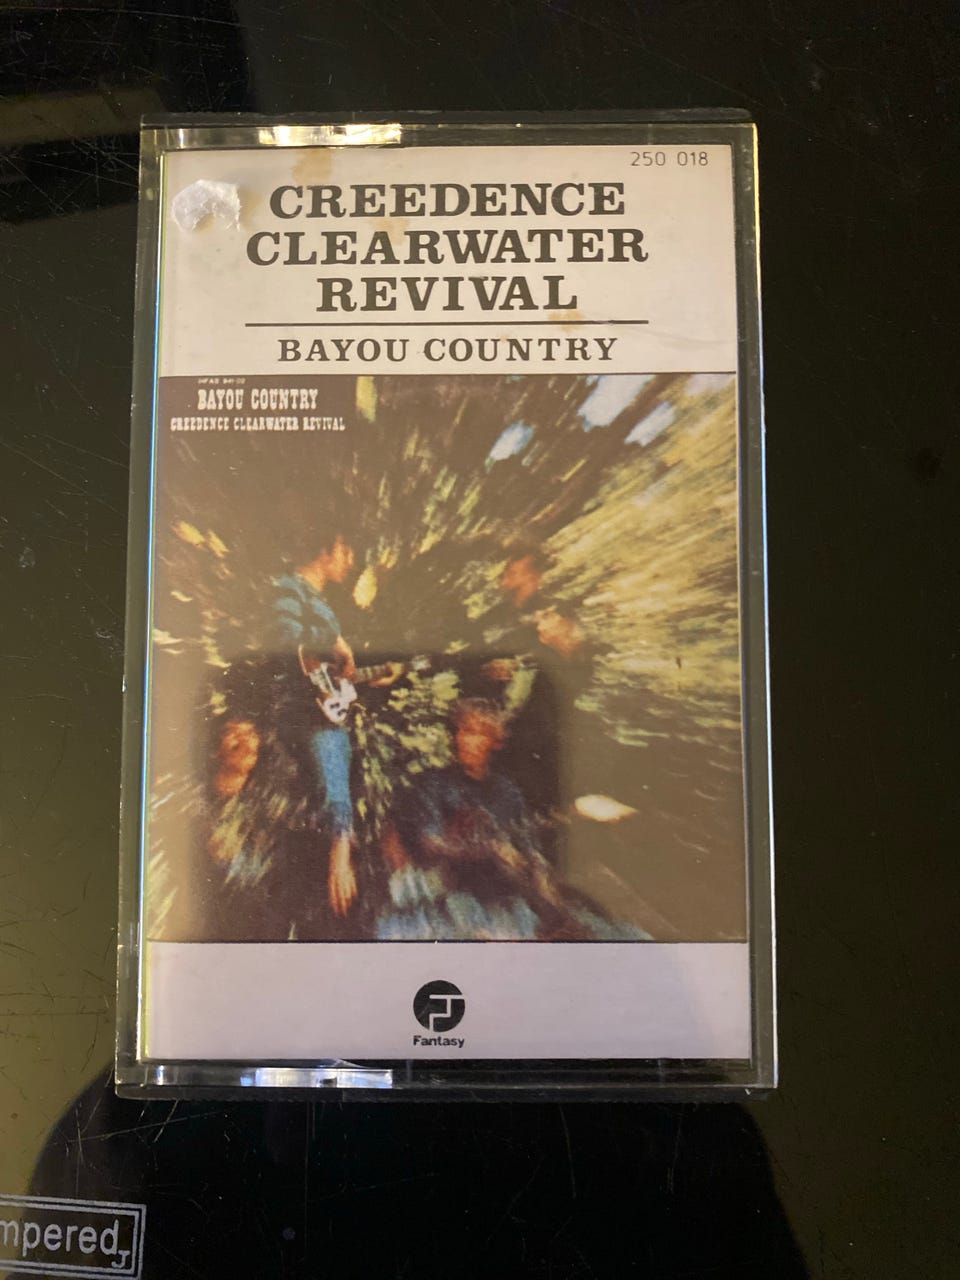 250 018
CREEDENCE
CLEARWATER
REVIVAL
BAYOU COUNTRY
BAYOU COUNTRY
CREEDENCE CLEARWATER REVIVAL
Fantasy
mpered